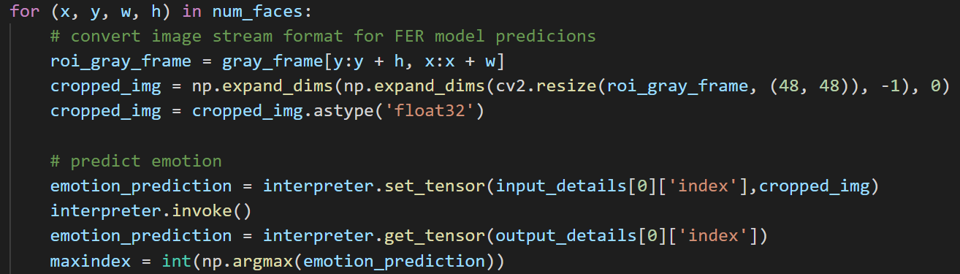 for (x, y, w, h) in num_faces:
    # convert image stream format for FER model predicions
    roi_gray_frame = gray_frame[y:y + h, x:x + w]
    cropped_img = np.expand_dims(np.expand_dims(cv2.resize(roi_gray_frame, (48, 48)), -1), 0)
    cropped_img = cropped_img.astype('float32')

    # predict emotion
    emotion_prediction = interpreter.set_tensor(input_details[0]['index'],cropped_img)
    interpreter.invoke()
    emotion_prediction = interpreter.get_tensor(output_details[0]['index'])
    maxindex = int(np.argmax(emotion_prediction))